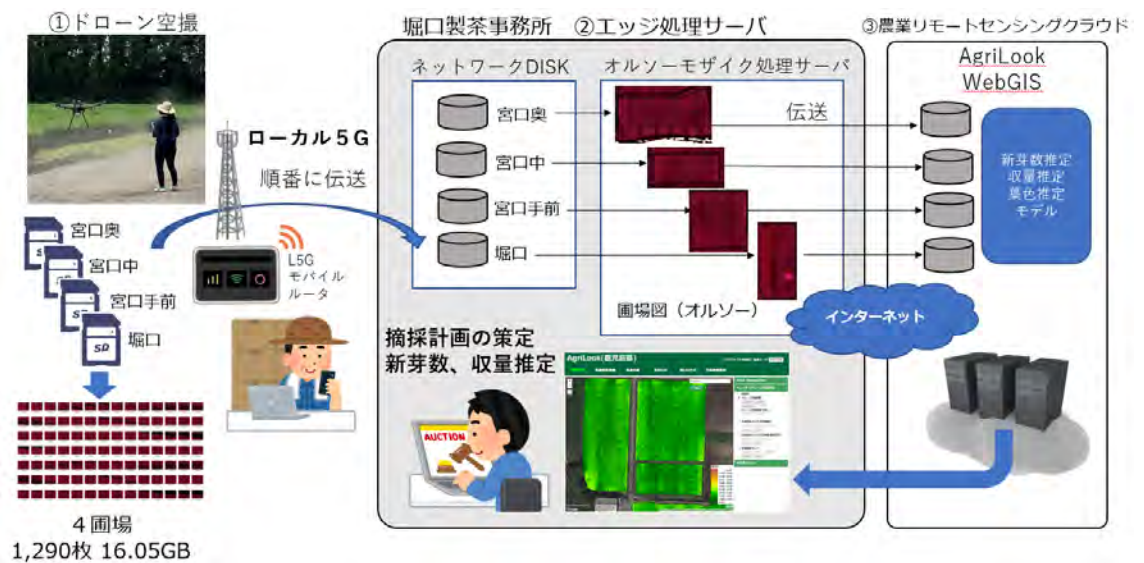 ①ドローン空撮
宮口奥
宮口中
宮口手前
堀口
4圃場
1,290枚 16.05GB
ローカル5G
順番に伝送
L5G
モバイル
ルータ
堀口製茶事務所 ②エッジ処理サーバ
ネットワークDISK
宮口奥
宮口中
宮口手前
堀口
オルソーモザイク処理サーバ
伝送
圃場図(オルソー)
摘採計画の策定
新芽数、収量推定
AUCTION
AgriLook(鹿児島県)
インターネット
③農業リモートセンシングクラウド
AgriLook
WebGIS
新芽数推定
収量推定
葉色推定
モデル